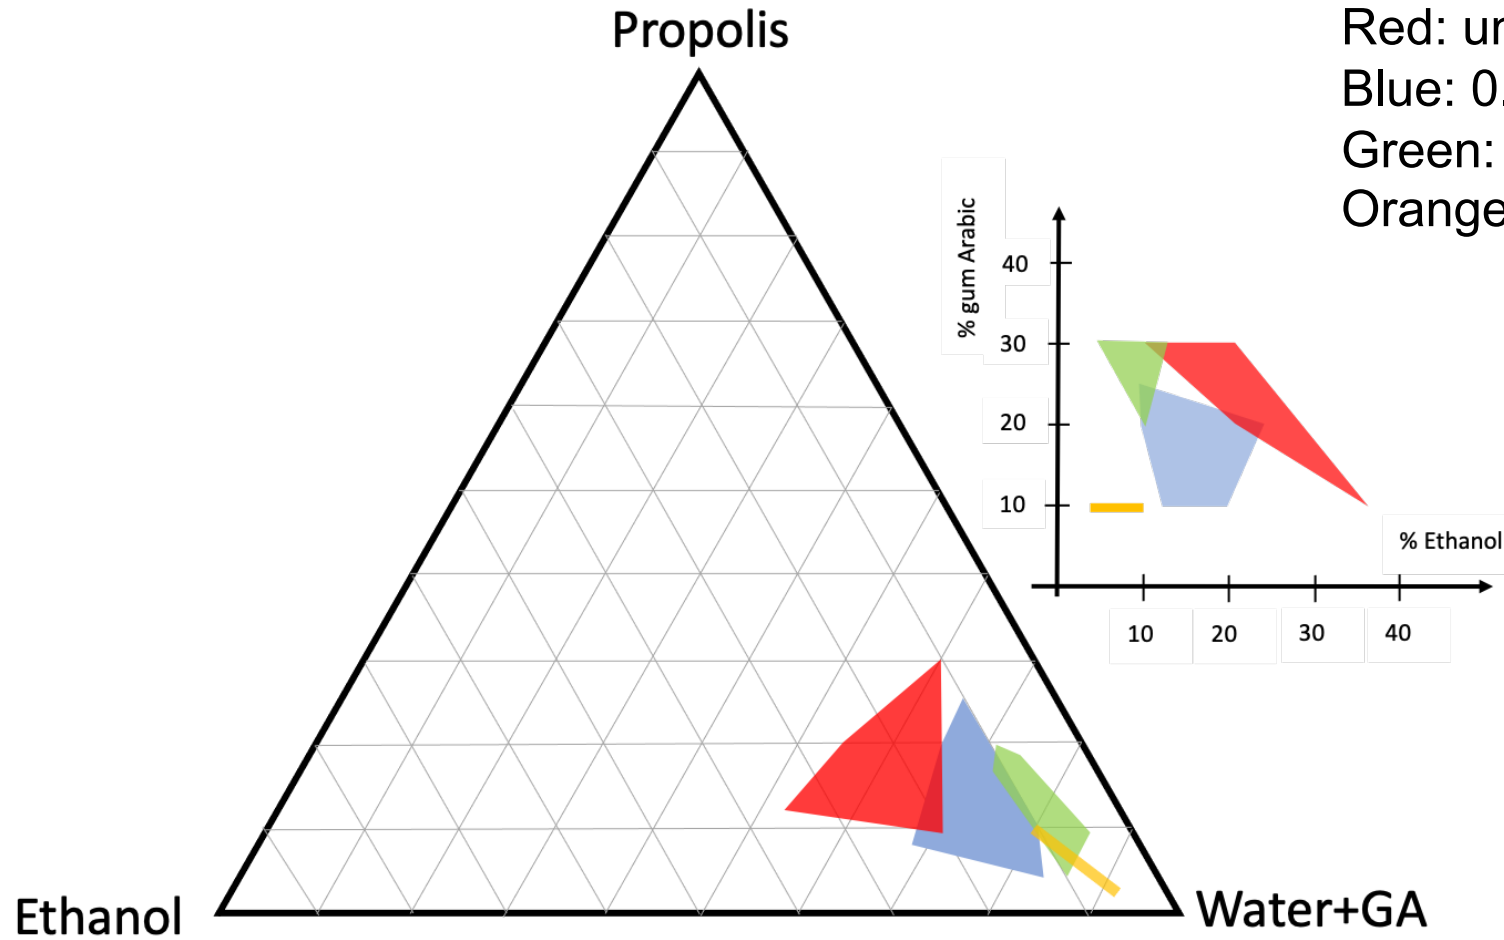 Propolis
Red: 
Blue: 0.
Green:
Orange
% gum Arabic
40
30
20
10
% Ethanol
10
20
30
40
Ethanol
Water+GA